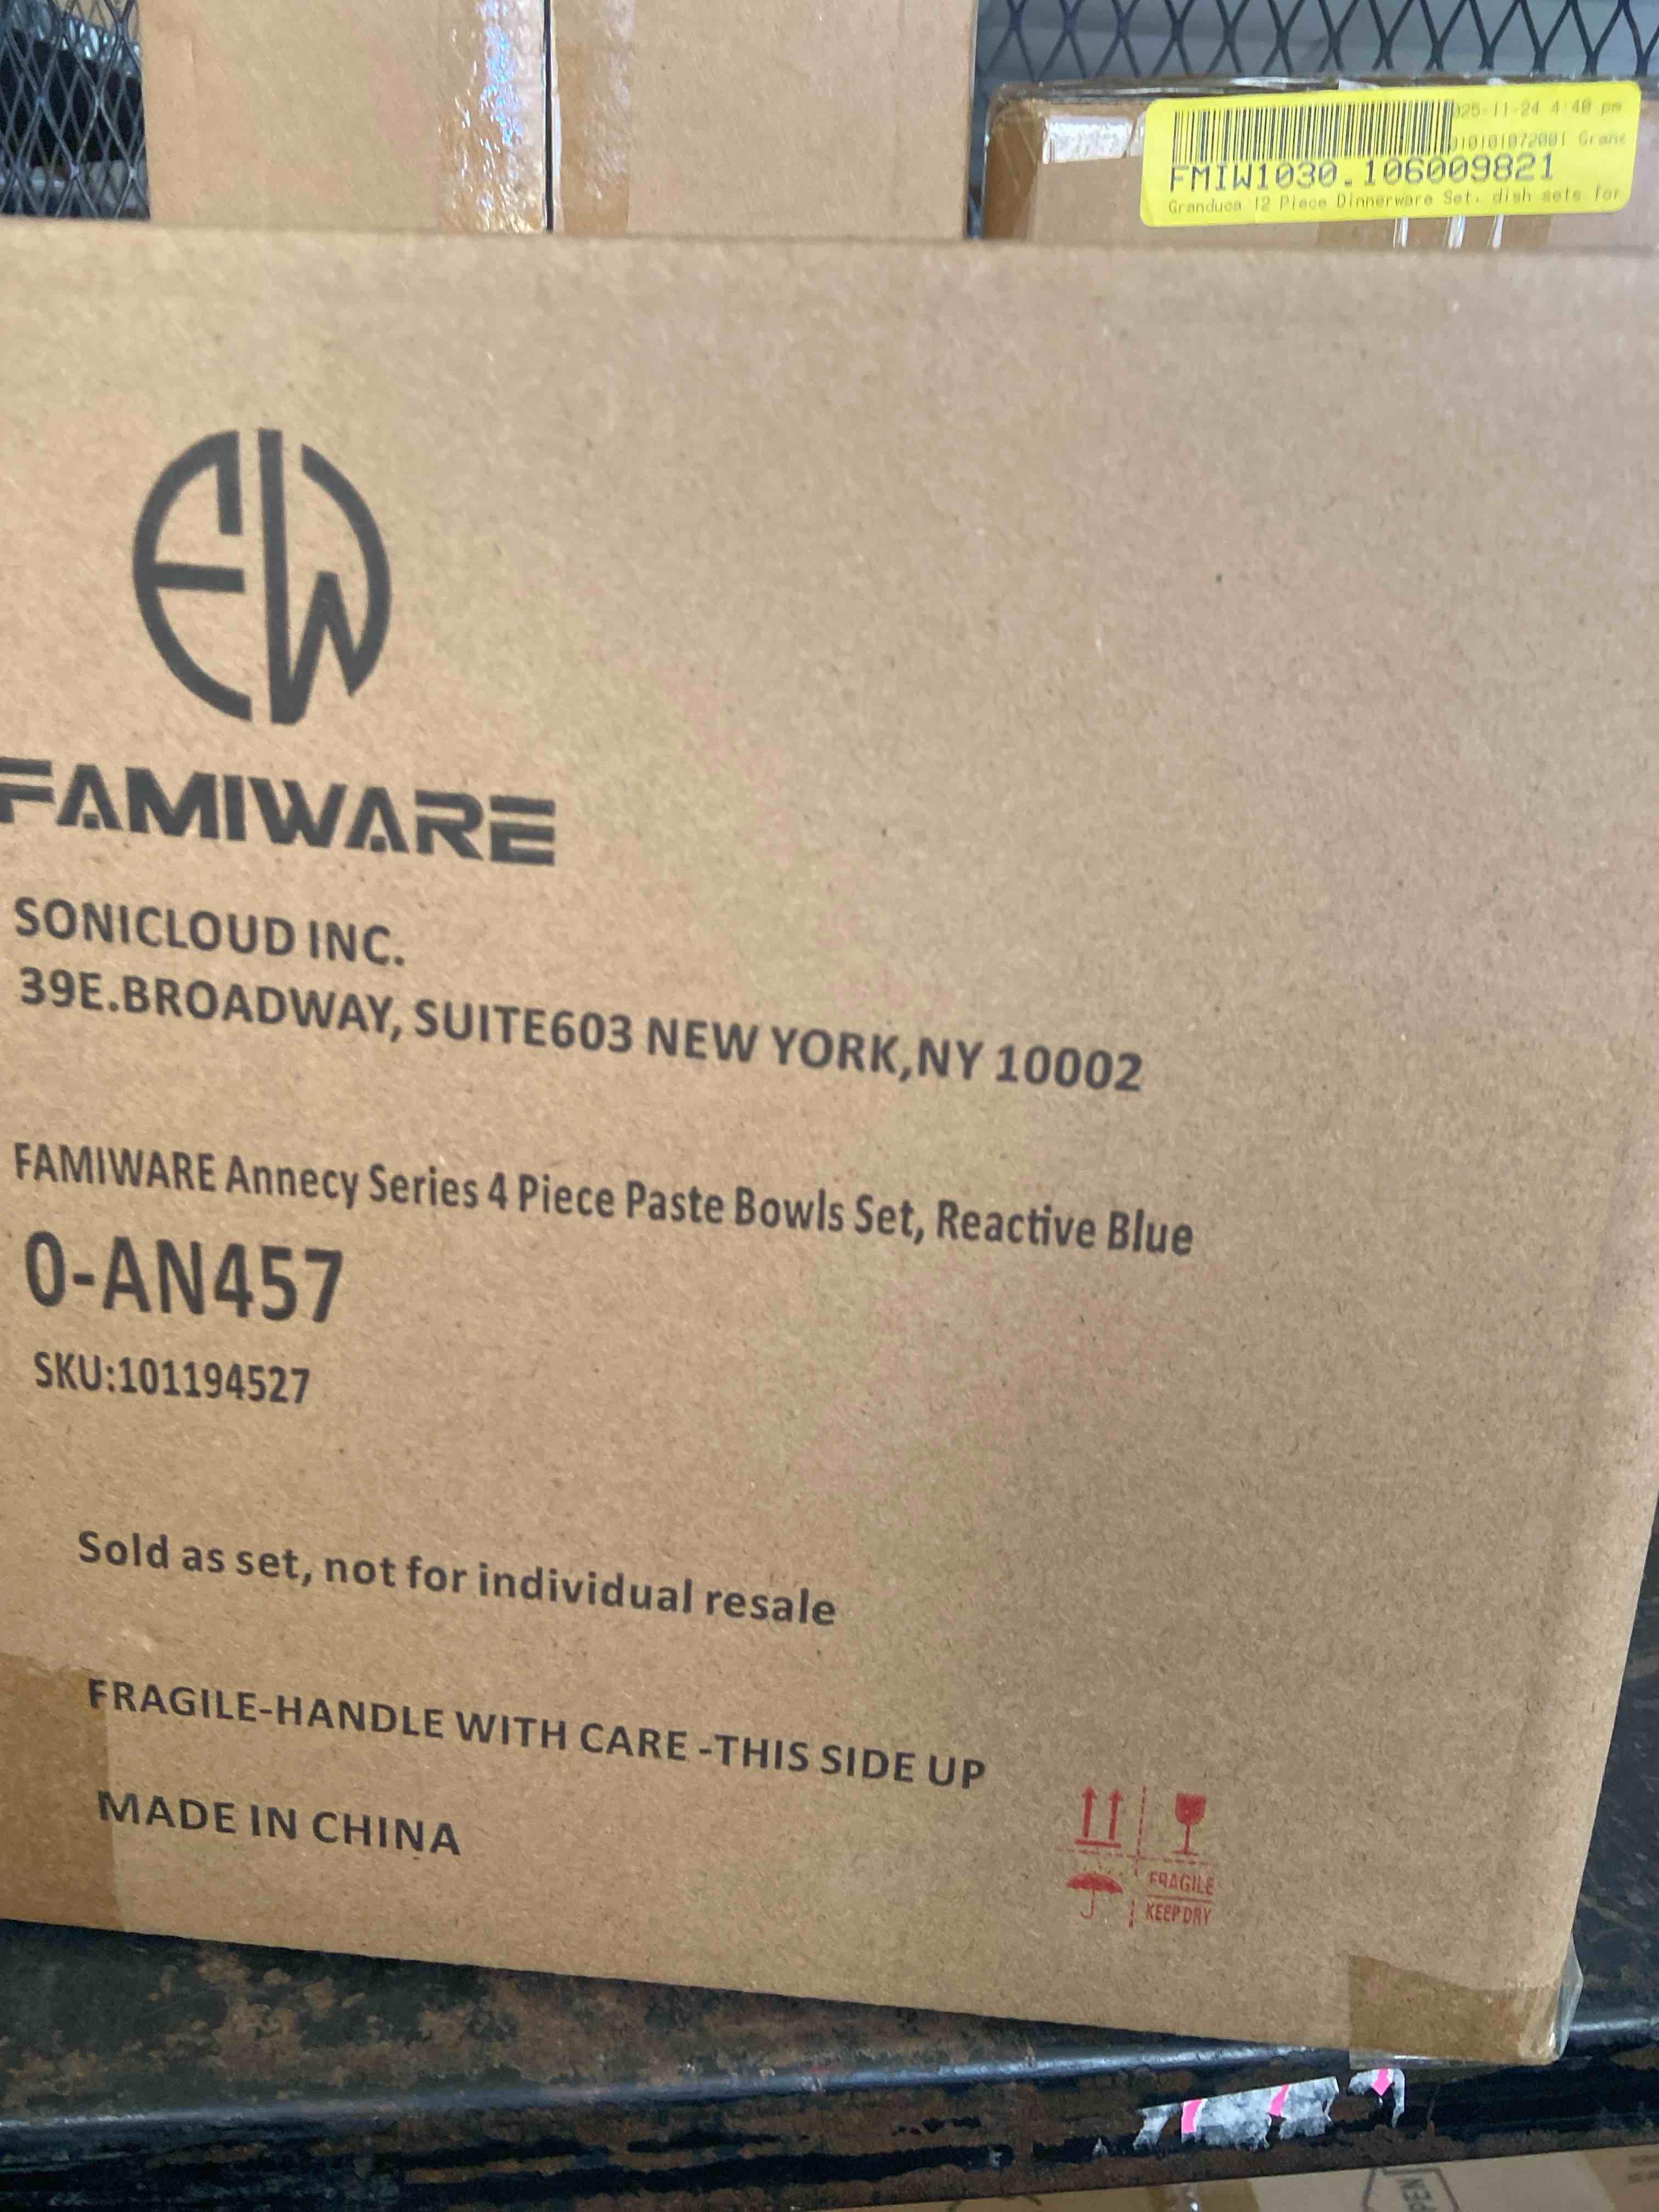 4:40 pm
FMIW1030.106009821
Granduca 12 Piece Dinnerware Set. dish sets for
FW
FAMIWARE
SONICLOUD INC.
39E.BROADWAY, SUITE603 NEW YORK,NY 10002
FAMIWARE Annecy Series 4 Piece Paste Bowls Set, Reactive Blue
0-AN457
SKU:101194527
Sold as set, not for individual resale
FRAGILE-HANDLE WITH CARE -THIS SIDE UP
MADE IN CHINA
FRAGILE
KEEP DRY